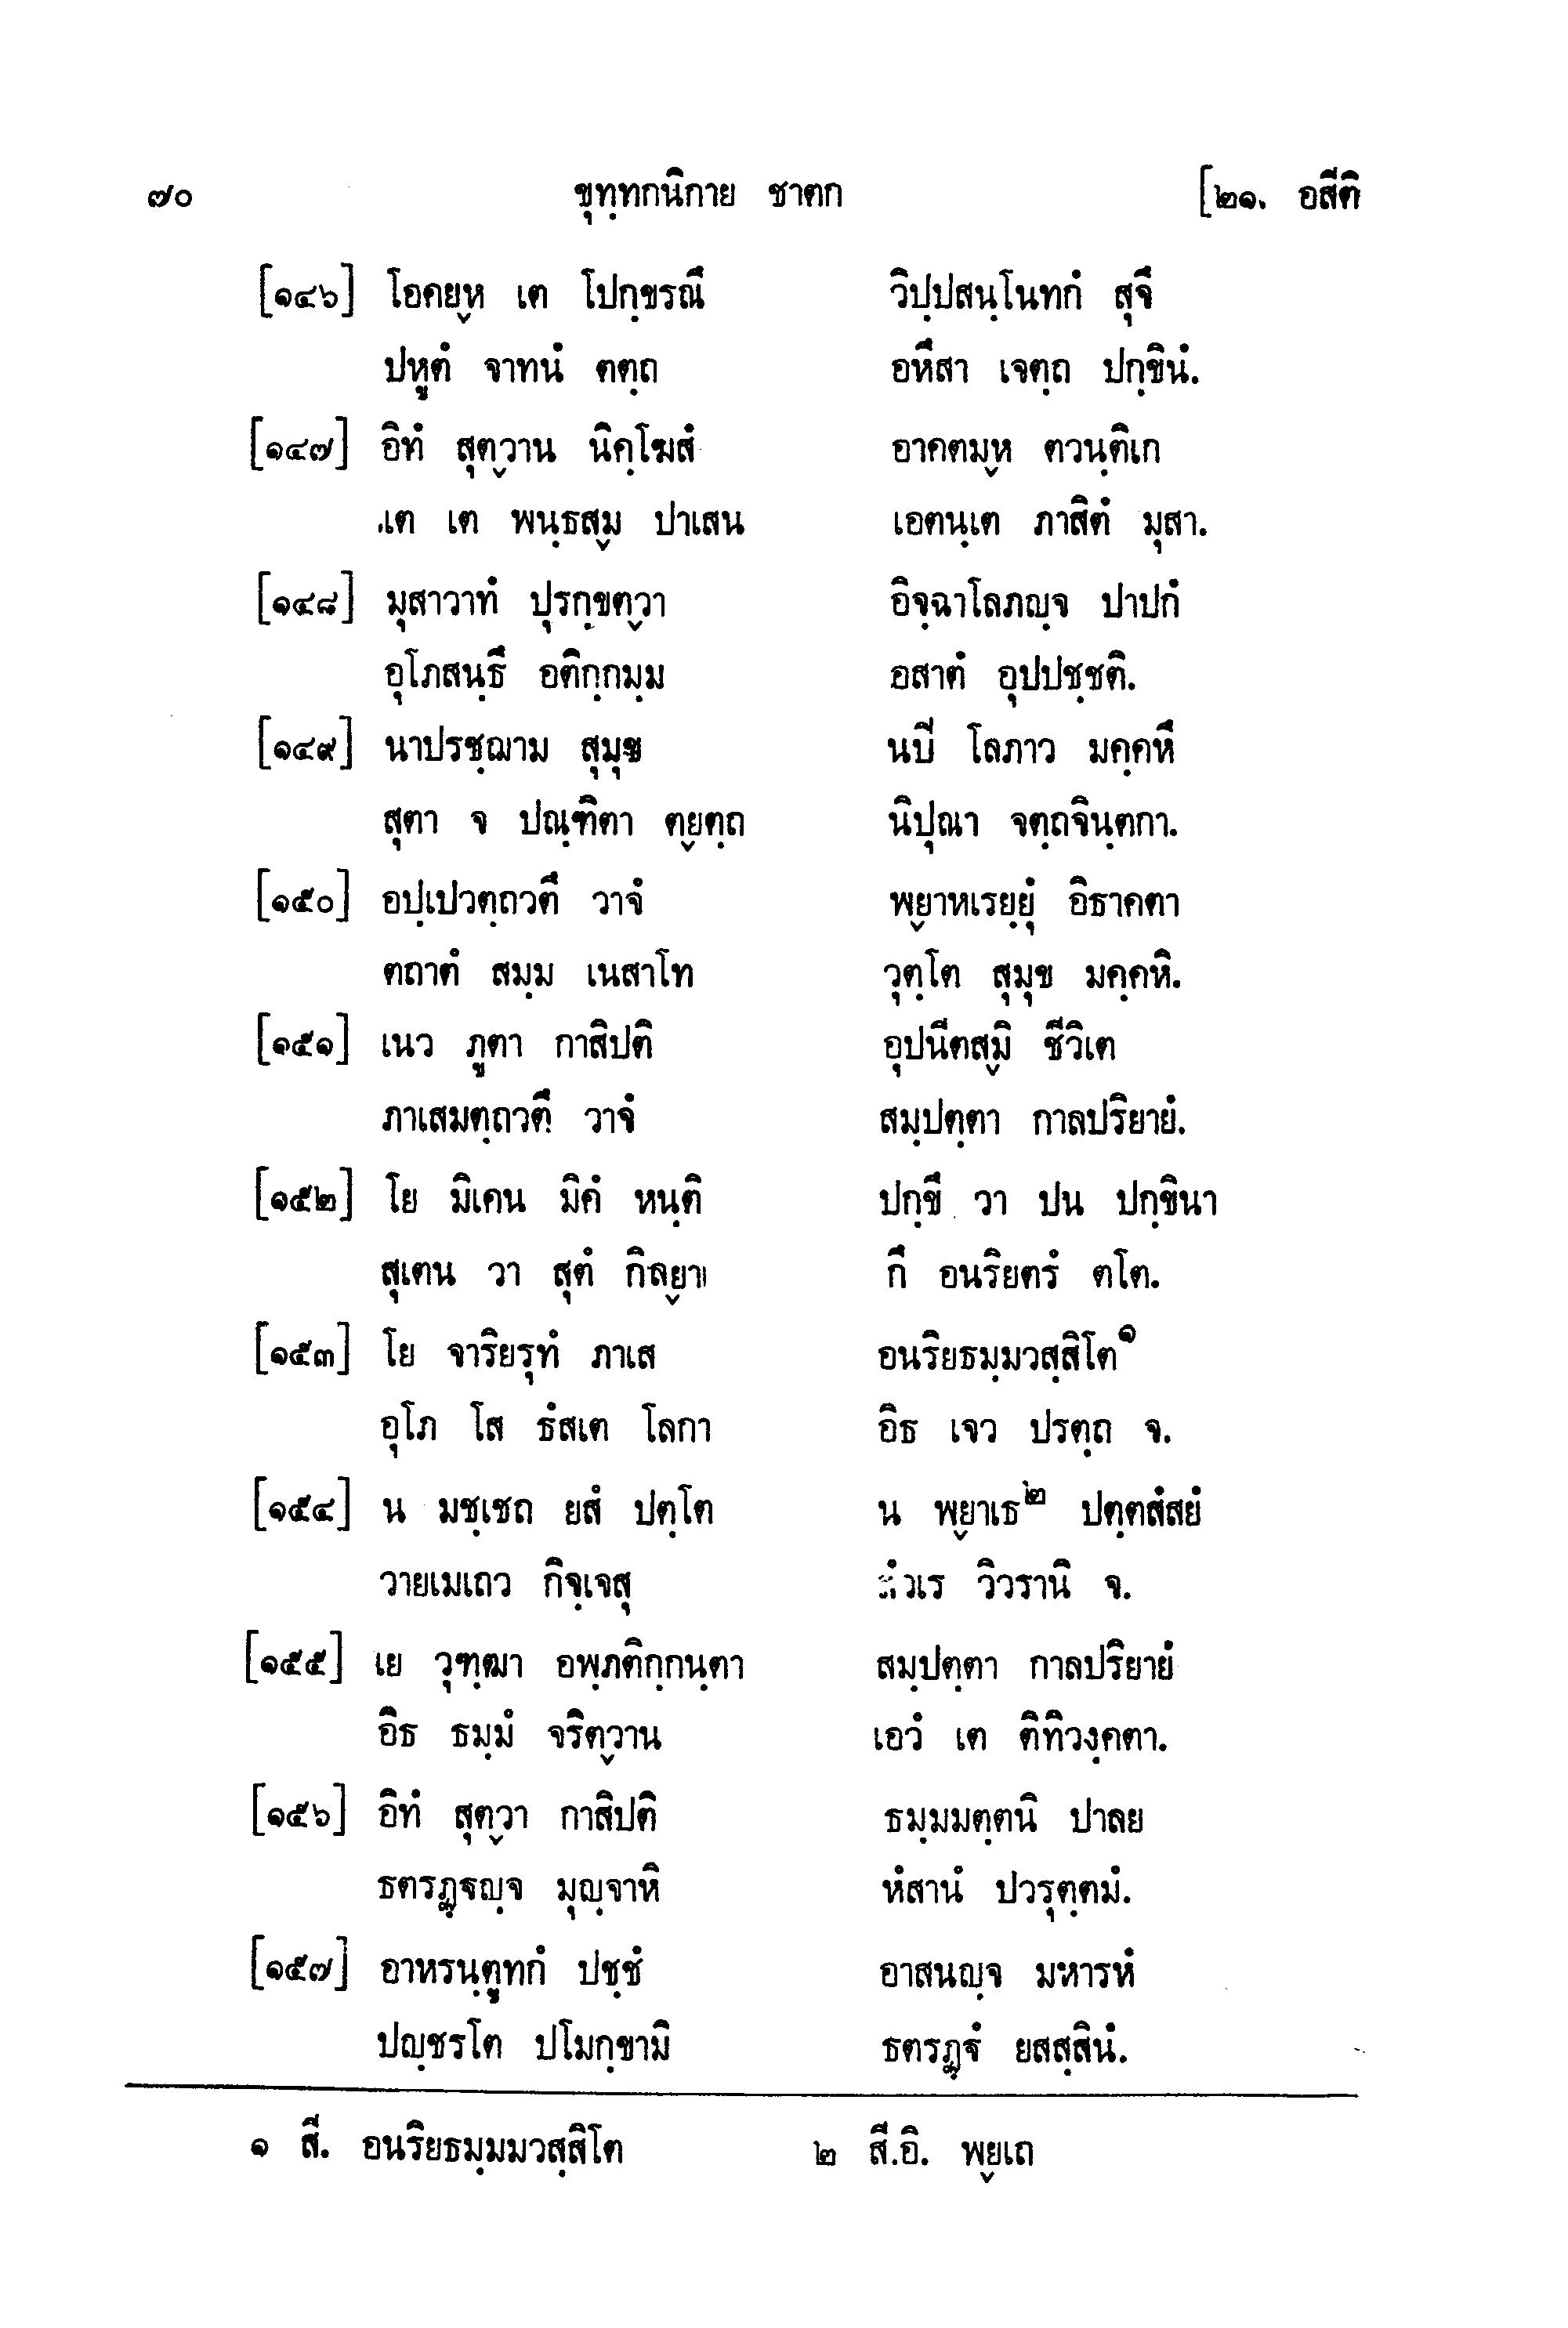 ๗๐ ขุทฺทกนิกาย ชาตก [๒๑. อสีติ
[๑๔๖] โอคยฺห เต โปกฺขรณึ วิปฺปสนฺโนทกํ สุจึ
ปหูตํ จาทนํ ตตฺถ อหึสา เจตฺถ ปกฺขินํ.
[๑๔๗] อิทํ สุตฺวาน นิคฺโฆสํ อาคตมฺห ตวนฺติเก
เต เต พนฺธสฺม ปาเสน เอตนฺเต ภาสิตํ มุสา.
[๑๔๘] มุสาวาทํ ปุรกฺขตฺวา อิจฺฉาโลภญฺจ ปาปกํ
อุโภสนฺธึ อติกฺกมฺม อสาตํ อุปปชฺชติ.
[๑๔๙] นาปรชฺฌาม สุมุข นปี โลภาว มคฺคหึ
สุตา จ ปณฺฑิตา ตฺยตฺถ นิปุณา จตฺถจินฺตกา.
[๑๕๐] อปฺเปวตฺถวตึ วาจํ พฺยาหเรยฺยุํ อิธาคตา
ตถาตํ สมฺม เนสาโท วุตฺโต สุมุข มคฺคหิ.
[๑๕๑] เนว ภูตา กาสิปติ อุปนีตสฺมิ ชีวิเต
ภาเสมตฺถวตึ วาจํ สมฺปตฺตา กาลปริยายํ.
[๑๕๒] โย มิเคน มิคํ หนฺติ ปกฺขึ วา ปน ปกฺขินา
สุเตน วา สุตํ กิลฺยา กึ อนริยตรํ ตโต.
[๑๕๓] โย จาริยรุทํ ภาเส อนริยธมฺมวสฺสิโต๑
อุโภ โส ธํสเต โลกา อิธ เจว ปรตฺถ จ.
[๑๕๔] น มชฺเชถ ยสํ ปตฺโต น พฺยาเธ๒ ปตฺตสํสยํ
วายเมเถว กิจฺเจสุ สํวเร วิวรานิ จ.
[๑๕๕] เย วุฑฺฒา อพฺภติกฺกนฺตา สมฺปตฺตา กาลปริยายํ
อิธ ธมฺมํ จริตฺวาน เอวํ เต ติทิวงฺคตา.
[๑๕๖] อิทํ สุตฺวา กาสิปติ ธมฺมมตฺตนิ ปาลย
ธตรฏฺฐญฺจ มุญฺจาหิ หํสานํ ปวรุตฺตมํ.
[๑๕๗] อาหรนฺตูทกํ ปชฺชํ อาสนญฺจ มหารหํ
ปญฺชรโต ปโมกฺขามิ ธตรฏฺฐํ ยสสฺสินํ.
๑ สี. อนริยธมฺมมวสฺสิโต ๒ สี.อิ. พฺยเถ